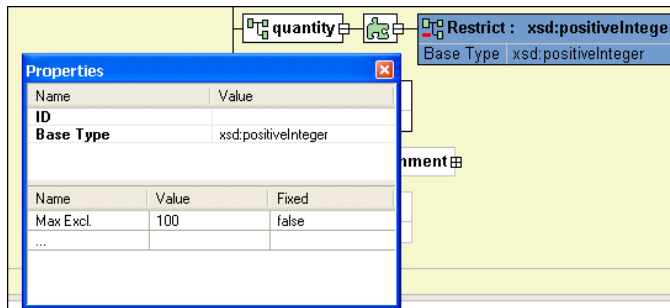 quantity
Restrict : xsd:positiveIntege
Base Type xsd:positiveInteger
Properties
Name Value
ID
Base Type xsd:positiveInteger
nment
Name Value Fixed
Max Excl. 100 false
...